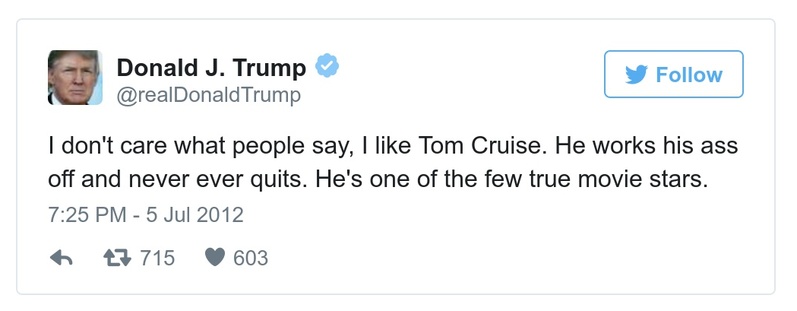 Donald J. Trump
@realDonaldTrump
Follow
I don't care what people say, I like Tom Cruise. He works his ass
off and never ever quits. He's one of the few true movie stars.
7:25 PM - 5 Jul 2012
715 603